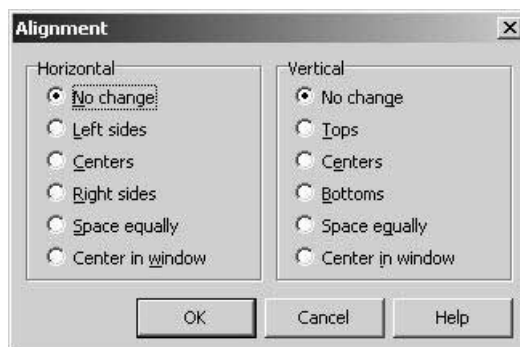 Alignment
Horizontal
No change
Left sides
Centers
Right sides
Space equally
Center in window
Vertical
No change
Tops
Centers
Bottoms
Space equally
Center in window
OK Cancel Help